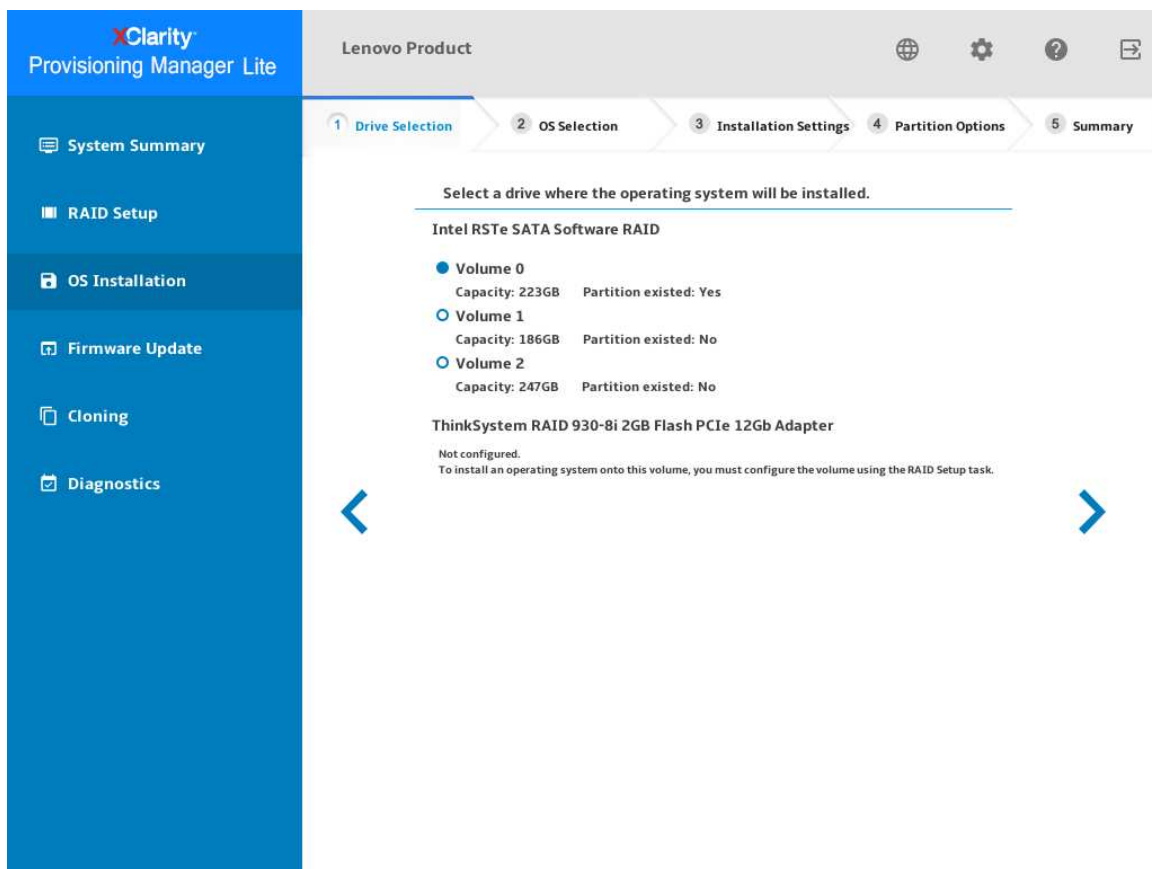 XClarity
Provisioning Manager Lite
Lenovo Product
System Summary
RAID Setup
OS Installation
Firmware Update
Cloning
Diagnostics
1 Drive Selection 2 OS Selection 3 Installation Settings 4 Partition Options 5 Summary
Select a drive where the operating system will be installed.
Intel RSTe SATA Software RAID
Volume 0
Capacity: 223GB Partition existed: Yes
Volume 1
Capacity: 186GB Partition existed: No
Volume 2
Capacity: 247GB Partition existed: No
ThinkSystem RAID 930-8i 2GB Flash PCIe 12Gb Adapter
Not configured.
To install an operating system onto this volume, you must configure the volume using the RAID Setup task.